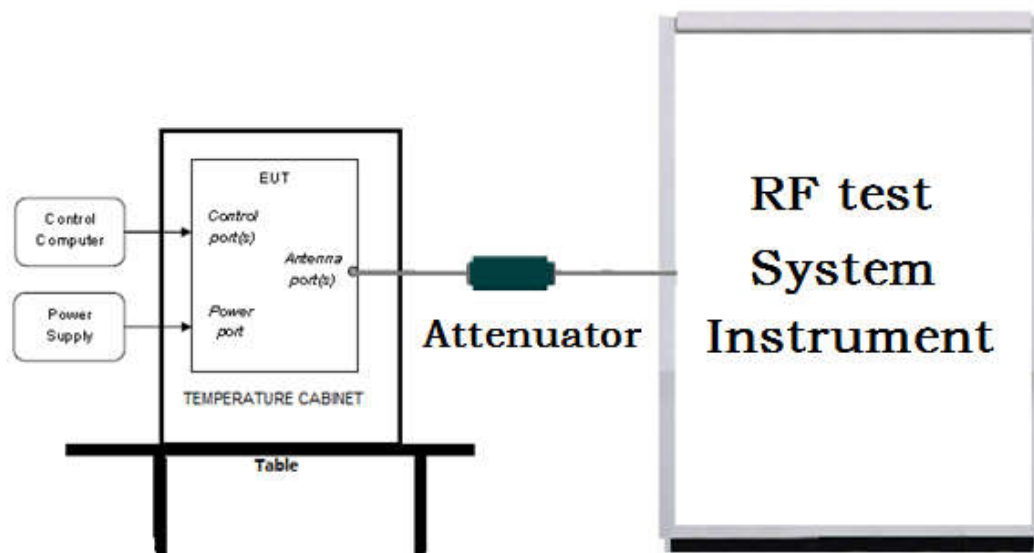 Control
Computer
Power
Supply
EUT
Control
port(s)
Antenna
port(s)
Power
port
TEMPERATURE CABINET
Table
Attenuator
RF test
System
Instrument